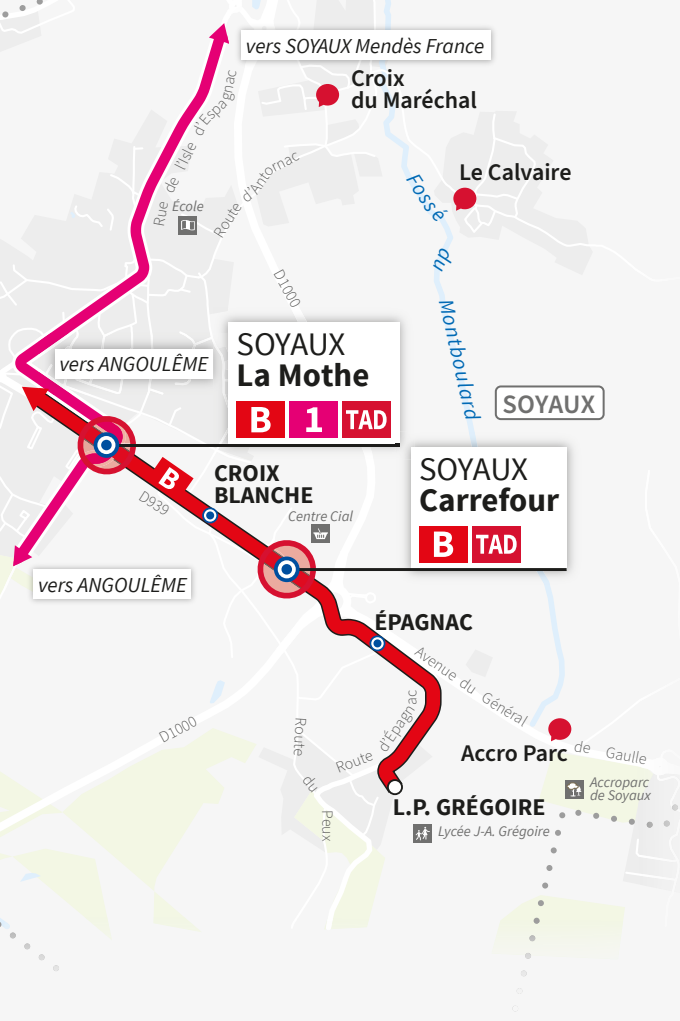 vers SOYAUX Mendès France
Croix
du Maréchal
Rue de l'Isle d'Espagnac
Route d'Antornac
École
Le Calvaire
Fossé du Montboulard
D1000
SOYAUX
La Mothe
B 1 TAD
vers ANGOULÊME
SOYAUX
B
D939
CROIX
BLANCHE
Centre Cial
SOYAUX
Carrefour
B TAD
vers ANGOULÊME
ÉPAGNAC
Avenue du Général de Gaulle
D1000
Route du Peux
Route d'Épagnac
Accro Parc
Accroparc
de Soyaux
L.P. GRÉGOIRE
Lycée J-A. Grégoire